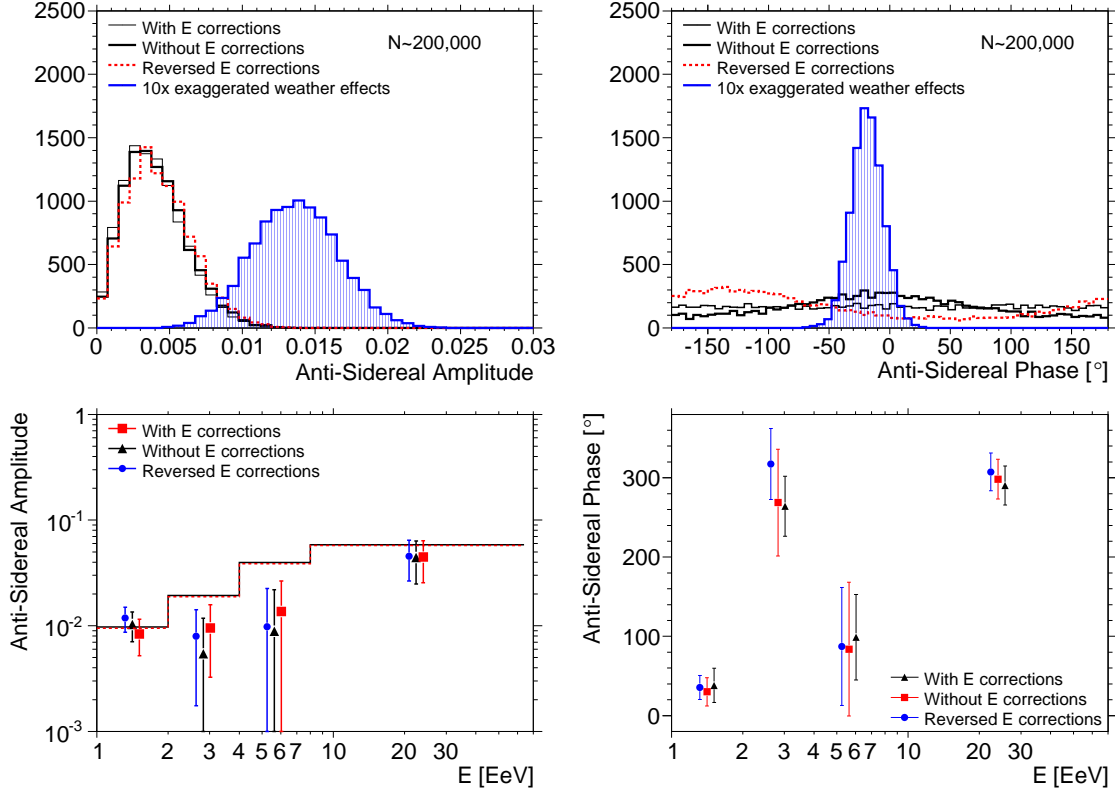 2500
2000
1500
1000
500
0
With E corrections
Without E corrections
Reversed E corrections
10x exaggerated weather effects
N~200,000
0 0.005 0.01 0.015 0.02 0.025 0.03
Anti-Sidereal Amplitude
2500
2000
1500
1000
500
0
With E corrections
Without E corrections
Reversed E corrections
10x exaggerated weather effects
N~200,000
-150 -100 -50 0 50 100 150
Anti-Sidereal Phase [°]
Anti-Sidereal Amplitude
1
10-1
10-2
10-3
With E corrections
Without E corrections
Reversed E corrections
1 2 3 4 5 6 7 10 20 30
E [EeV]
Anti-Sidereal Phase [°]
300
200
100
0
With E corrections
Without E corrections
Reversed E corrections
1 2 3 4 5 6 7 10 20 30
E [EeV]